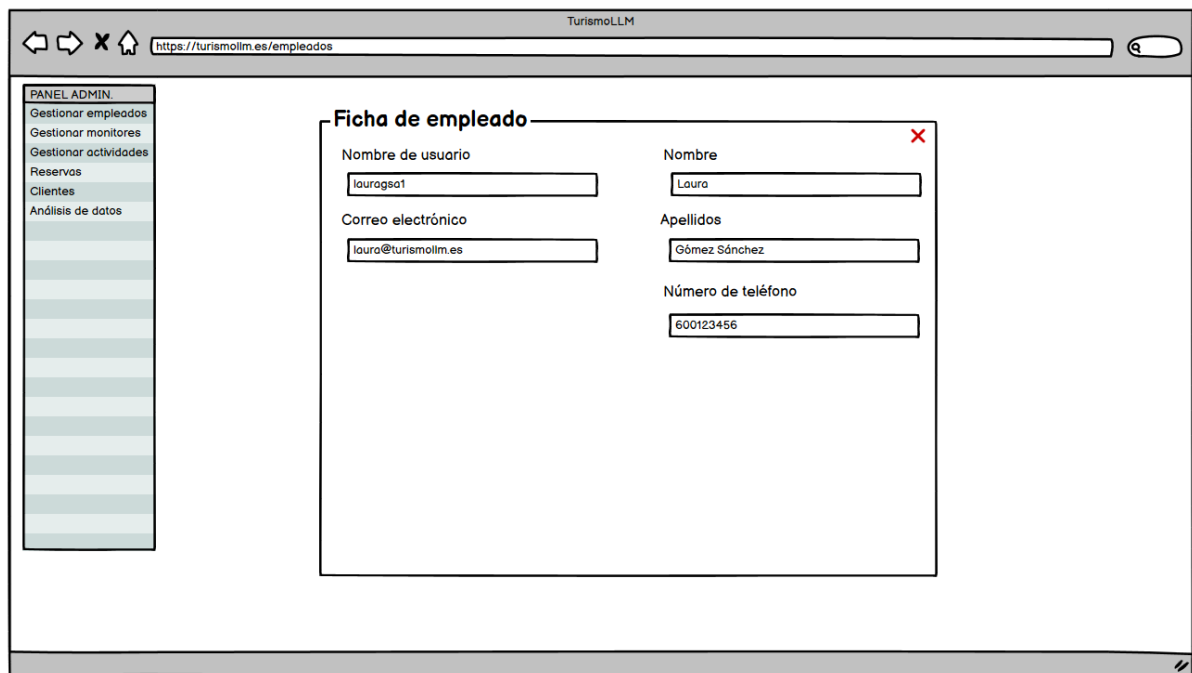 TurismoLLM
https://turismollm.es/empleados
PANEL ADMIN.
Gestionar empleados
Gestionar monitores
Gestionar actividades
Reservas
Clientes
Análisis de datos
Ficha de empleado
Nombre de usuario
lauragsa1
Correo electrónico
laura@turismollm.es
Nombre
Laura
Apellidos
Gómez Sánchez
Número de teléfono
600123456